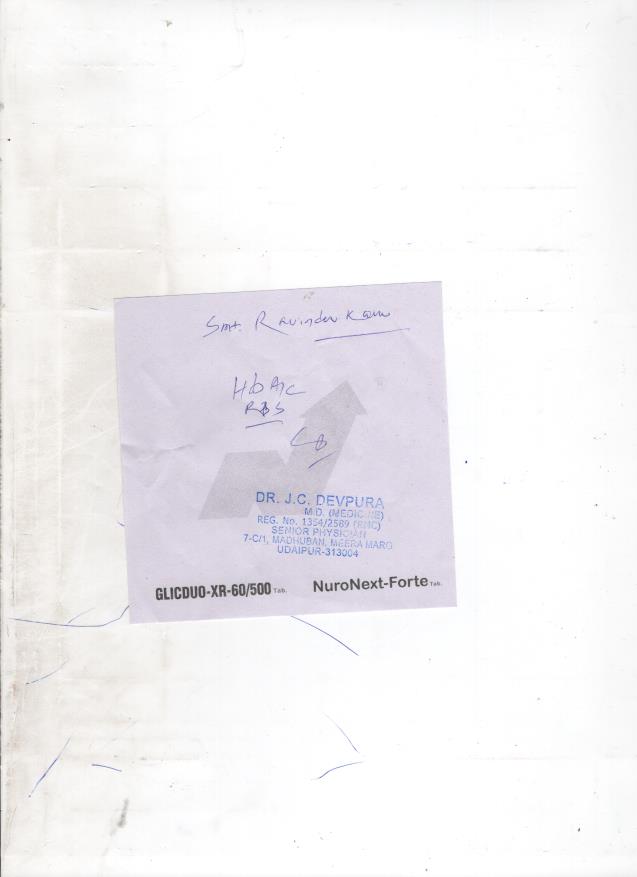 Smt. Ravinder Kaur
HbA1c
RBS
DR. J.C. DEVPURA
M.D. (MEDICINE)
REG. No. 1354/2589 (RMC)
SENIOR PHYSICIAN
7-C/1, MADHUBAN, MEERA MARG
UDAIPUR-313004
GLICDUO-XR-60/500 Tab. NuroNext-Forte Tab.